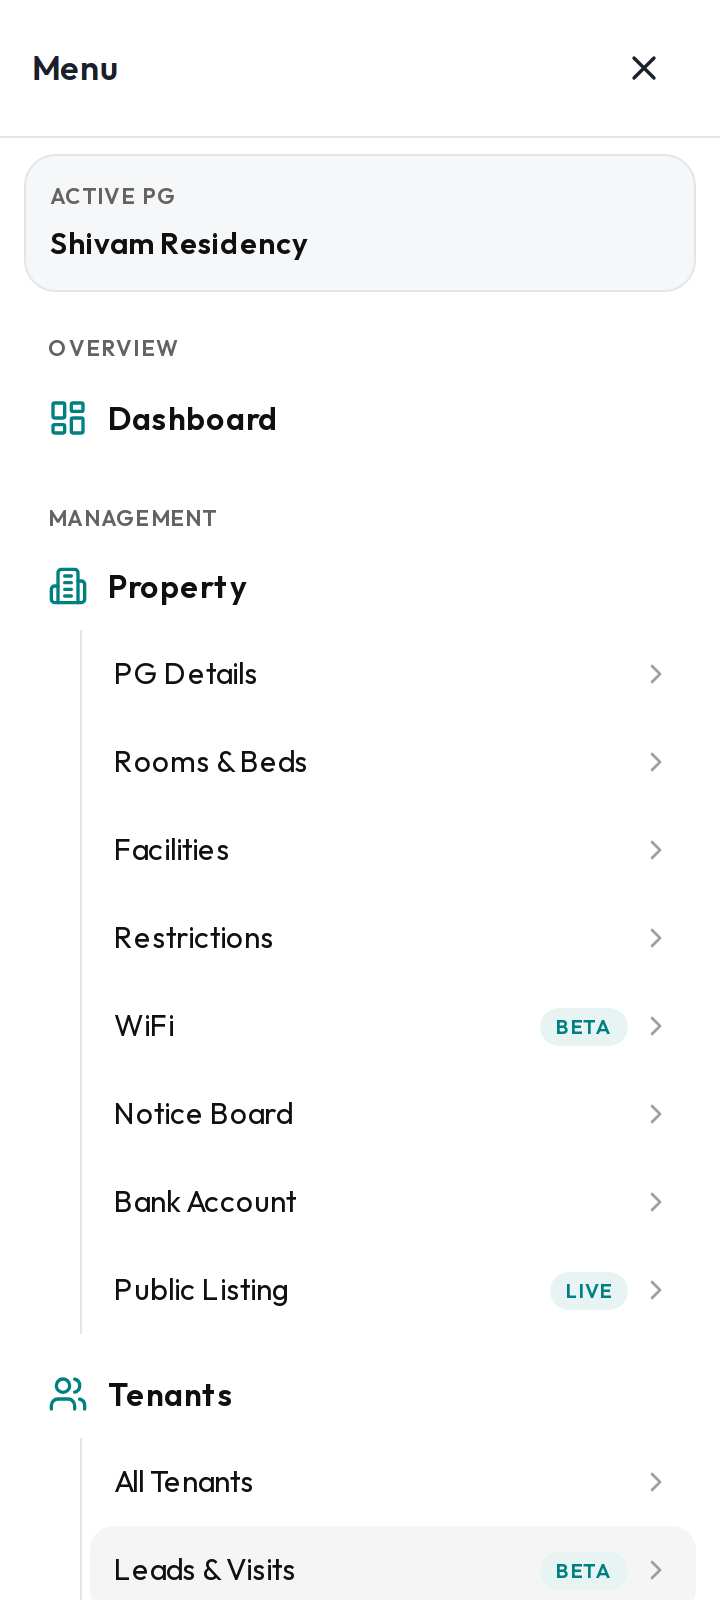 Menu
ACTIVE PG
Shivam Residency
OVERVIEW
Dashboard
MANAGEMENT
Property
PG Details
Rooms & Beds
Facilities
Restrictions
WiFi BETA
Notice Board
Bank Account
Public Listing LIVE
Tenants
All Tenants
Leads & Visits BETA